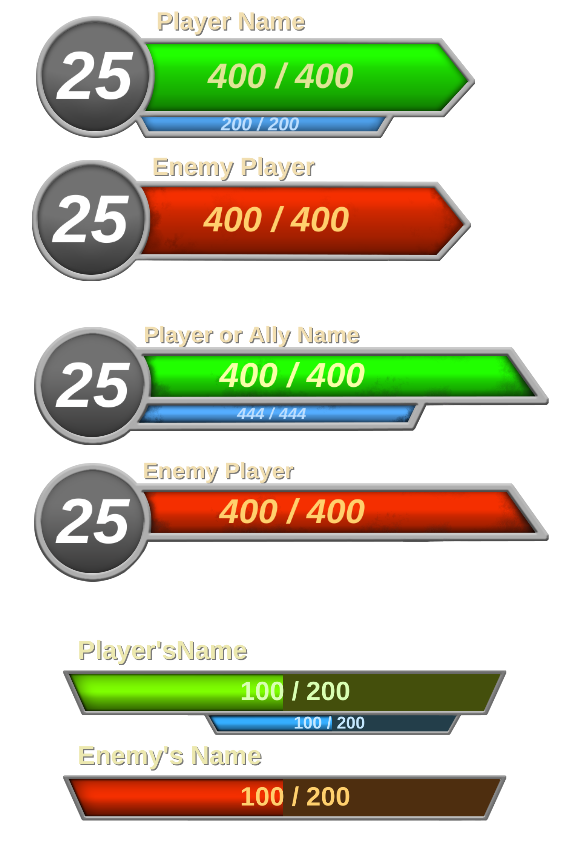 Player Name
25
400 / 400
200 / 200
Enemy Player
25
400 / 400
Player or Ally Name
25
400 / 400
444 / 444
Enemy Player
25
400 / 400
Player'sName
100 / 200
100 / 200
Enemy's Name
100 / 200